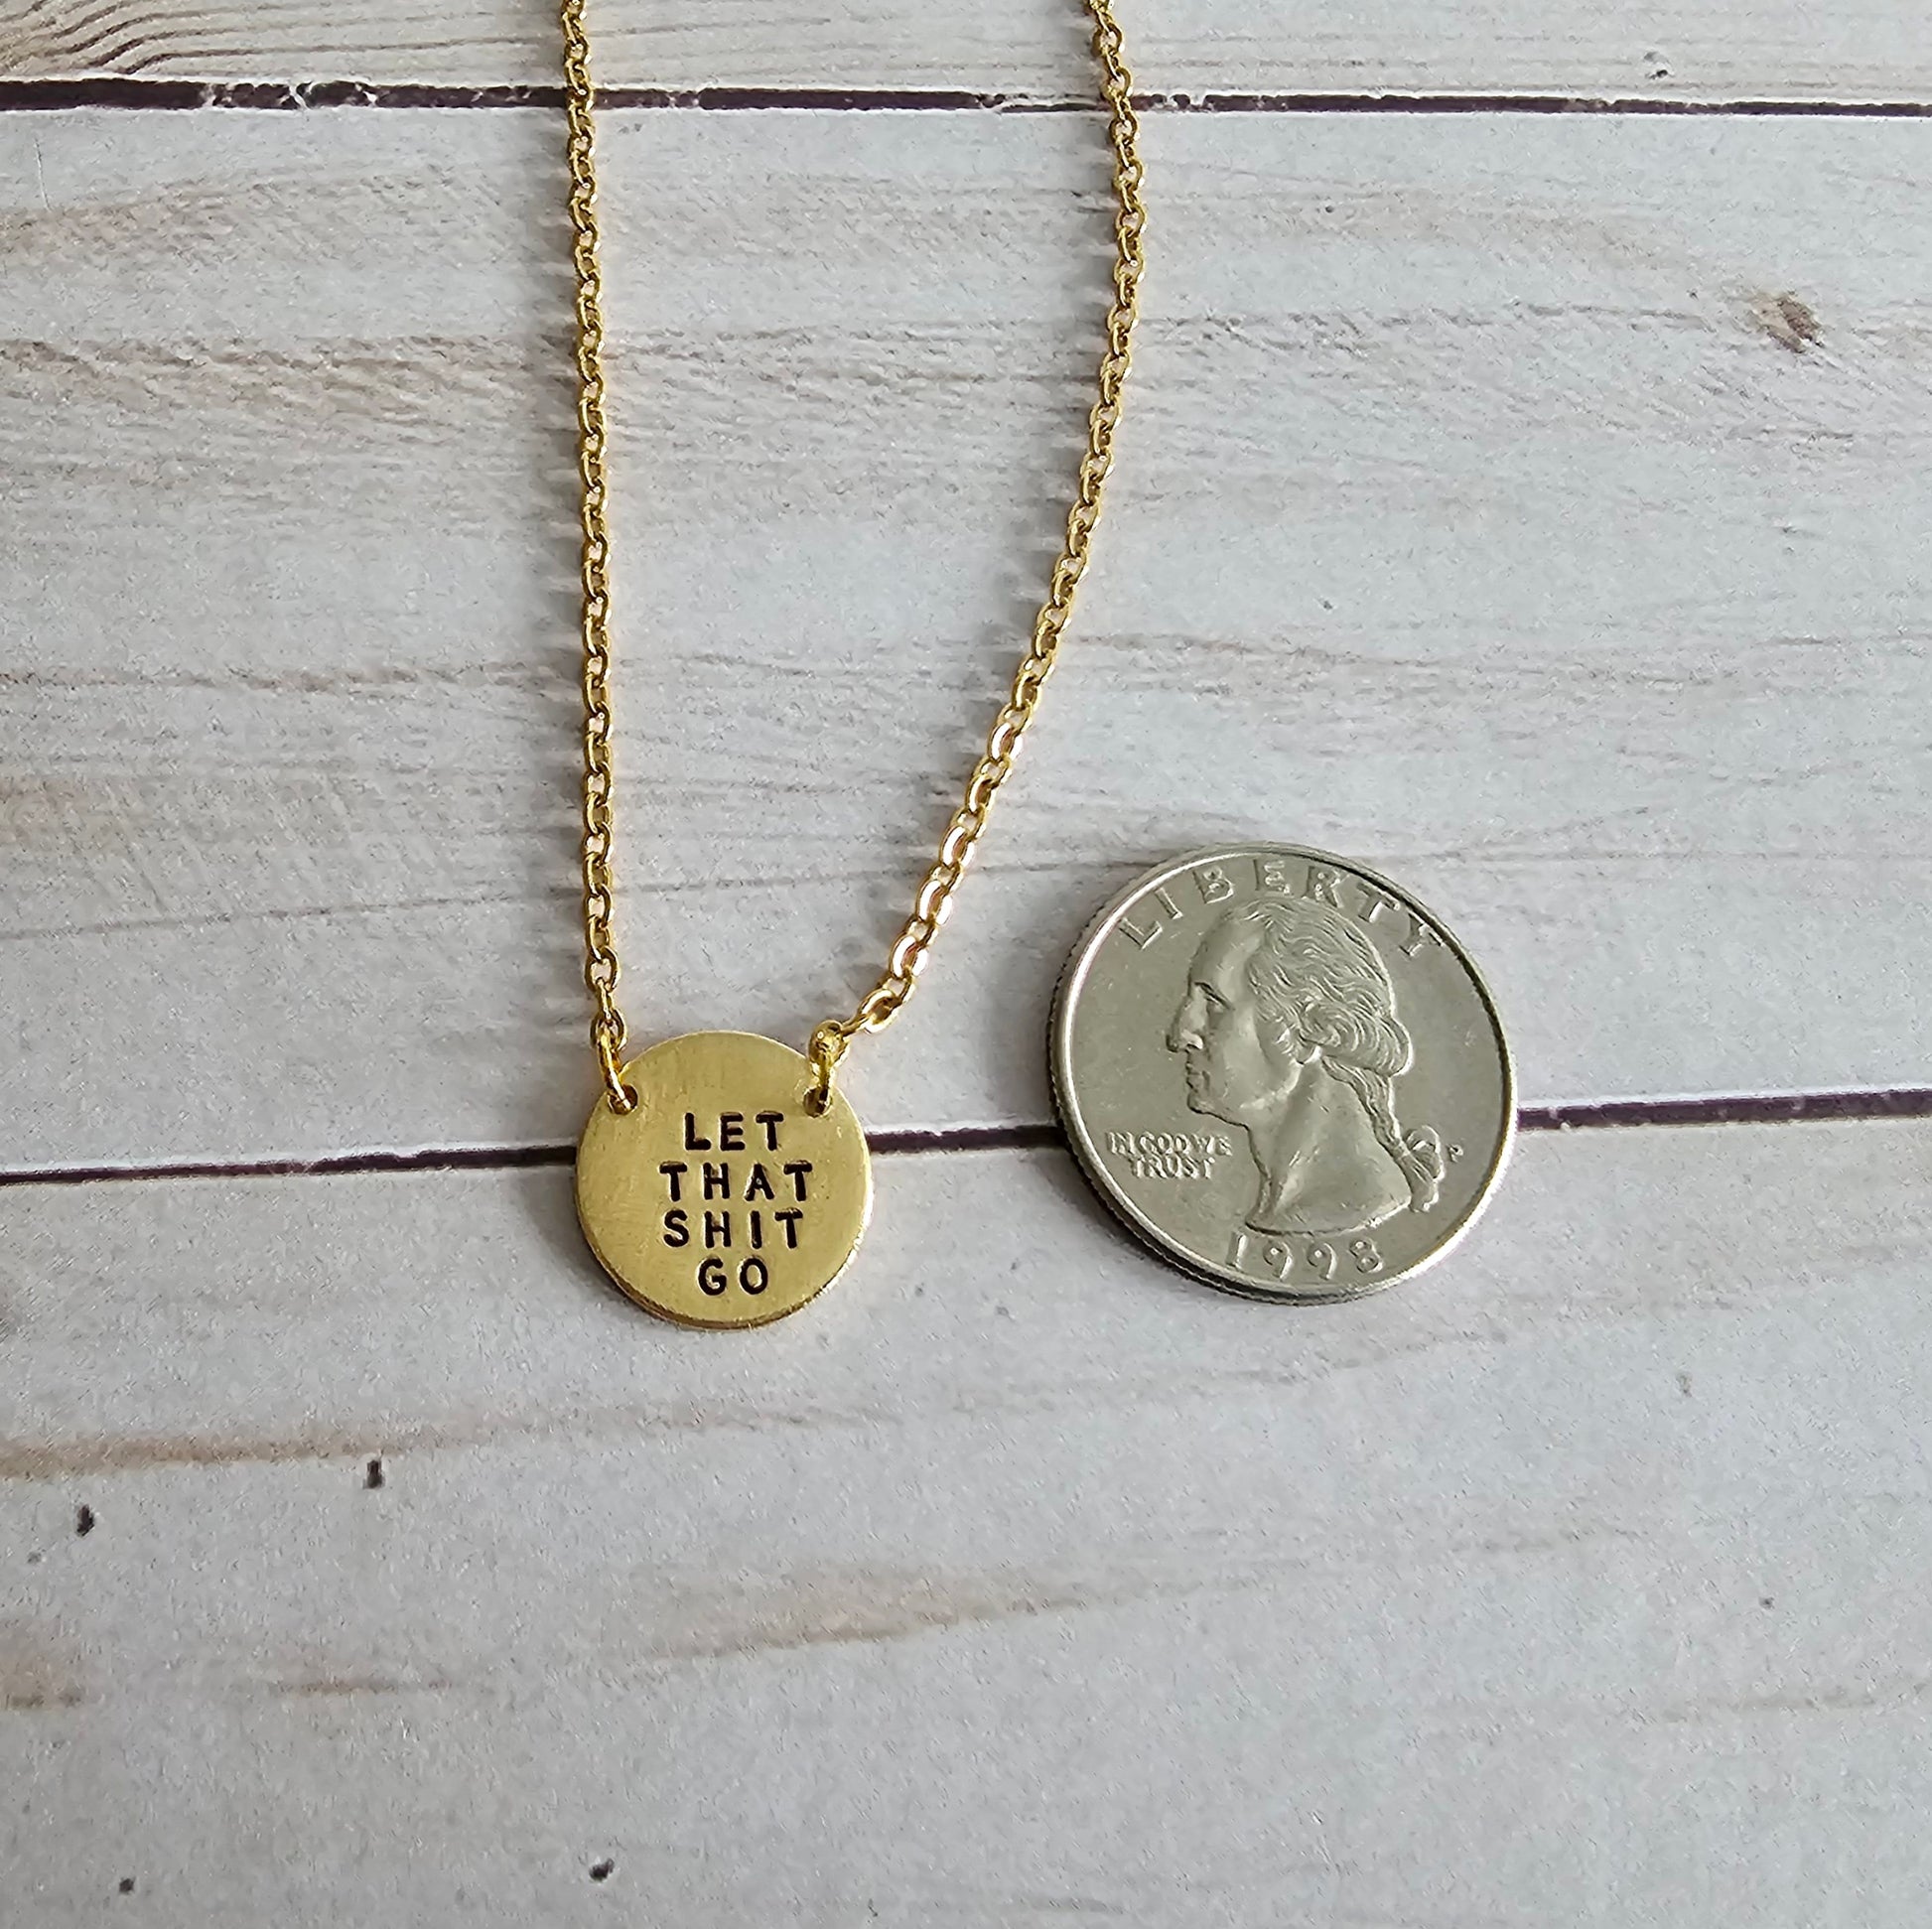 LET
THAT
SHIT
GO
LIBERTY
IN GOD WE
TRUST
P
1998